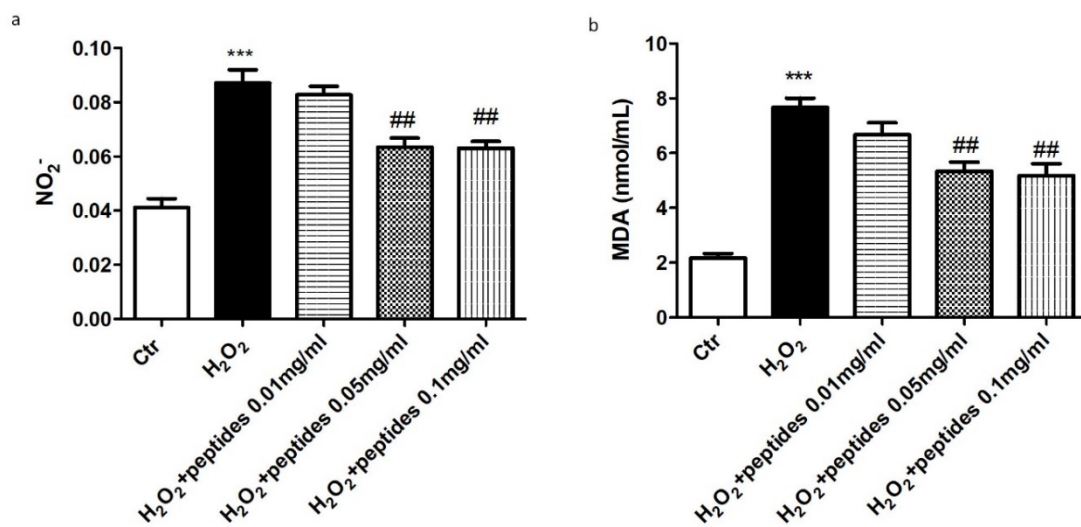 a
NO₂⁻
0.10
0.08
0.06
0.04
0.02
0.00
***
##
##
Ctr
H₂O₂
H₂O₂+peptides 0.01mg/ml
H₂O₂+peptides 0.05mg/ml
H₂O₂+peptides 0.1mg/ml
b
MDA (nmol/mL)
10
8
6
4
2
0
***
##
##
Ctr
H₂O₂
H₂O₂+peptides 0.01mg/ml
H₂O₂+peptides 0.05mg/ml
H₂O₂+peptides 0.1mg/ml